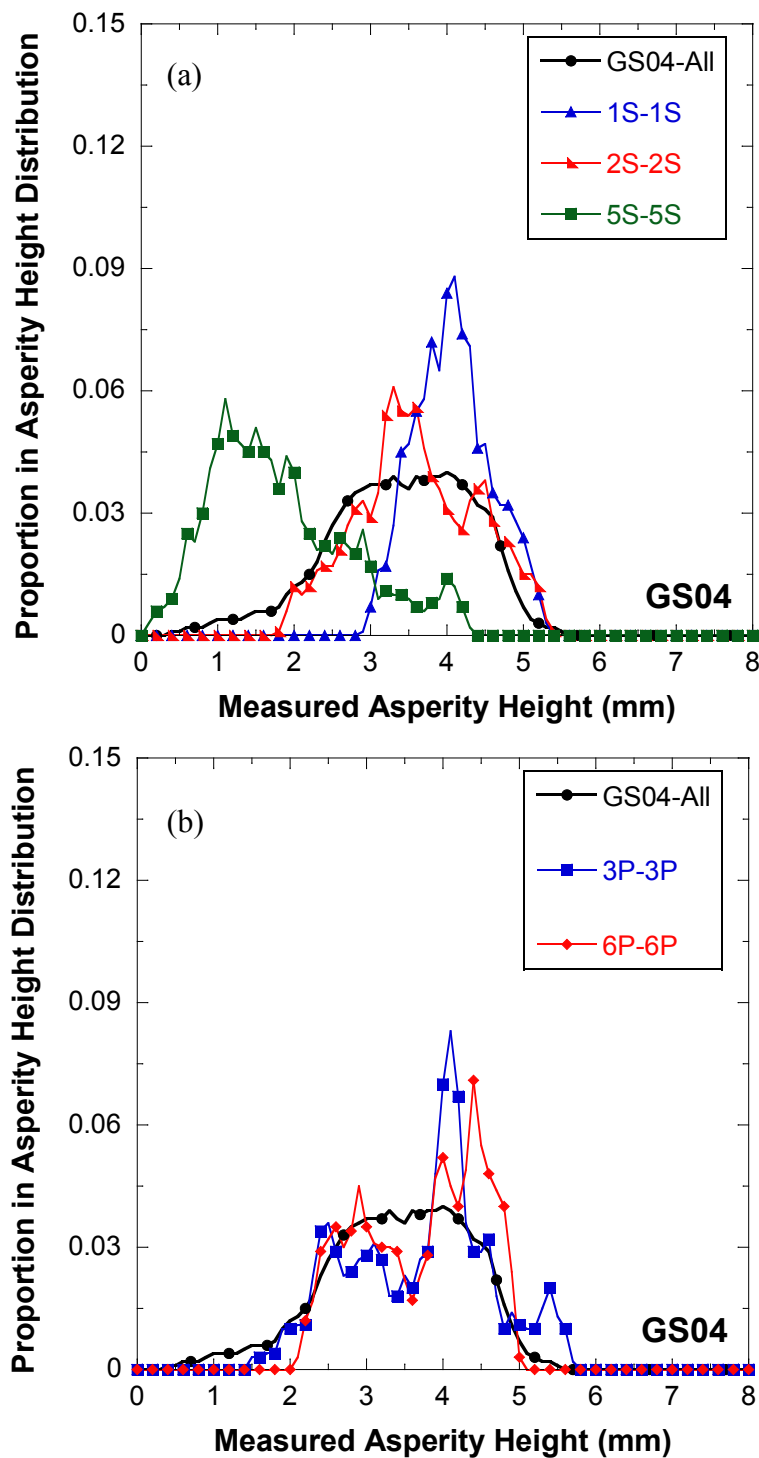 0.15
(a)
GS04-All
1S-1S
0.12
2S-2S
5S-5S
0.09
0.06
0.03
GS04
0
0 1 2 3 4 5 6 7 8
Proportion in Asperity Height Distribution
Measured Asperity Height (mm)
0.15
GS04-All
(b)
3P-3P
0.12
6P-6P
0.09
0.06
0.03
GS04
0
0 1 2 3 4 5 6 7 8
Proportion in Asperity Height Distribution
Measured Asperity Height (mm)